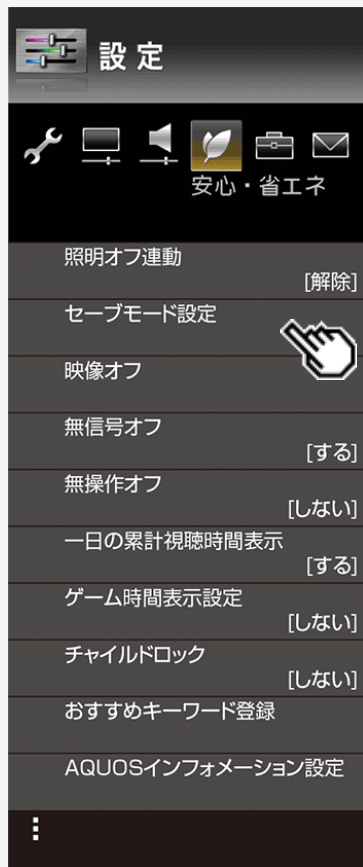 設定
安心・省エネ
照明オフ連動
[解除]
セーブモード設定
映像オフ
無信号オフ
[する]
無操作オフ
[しない]
一日の累計視聴時間表示
[する]
ゲーム時間表示設定
[しない]
チャイルドロック
[しない]
おすすめキーワード登録
AQUOSインフォメーション設定